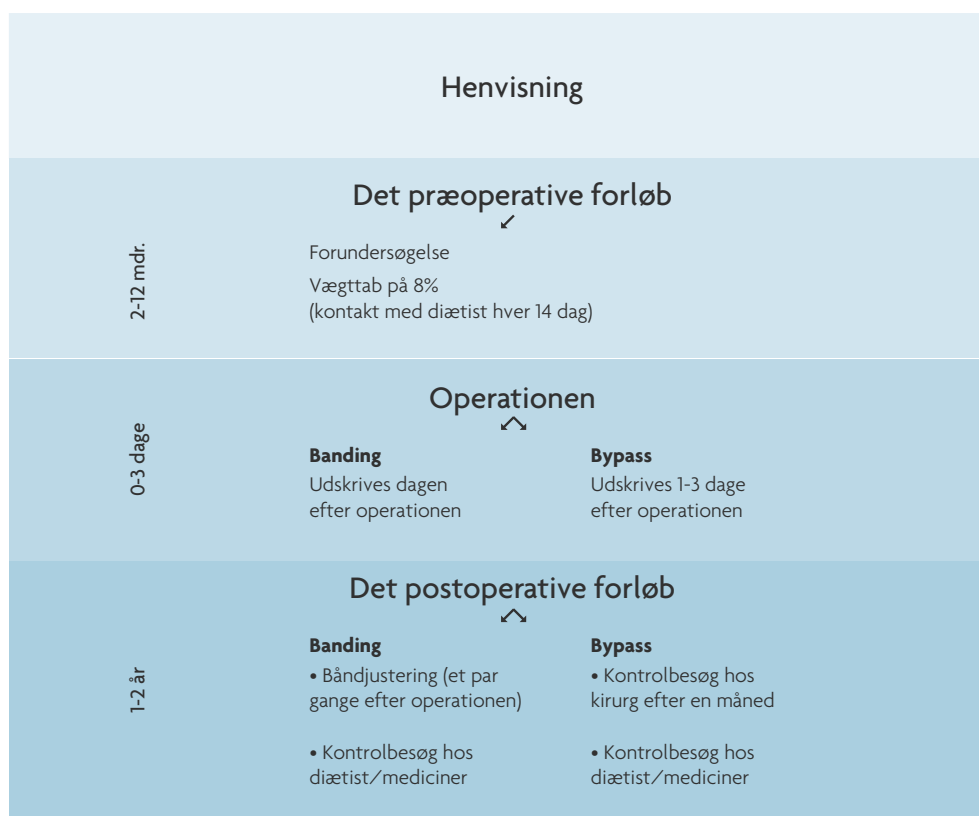 Henvisning
Det præoperative forløb
2-12 mdr.
Forundersøgelse
Vægttab på 8%
(kontakt med diætist hver 14 dag)
Operationen
0-3 dage
Banding
Udskrives dagen
efter operationen
Bypass
Udskrives 1-3 dage
efter operationen
Det postoperative forløb
1-2 år
Banding
• Båndjustering (et par
gange efter operationen)
• Kontrolbesøg hos
diætist/mediciner
Bypass
• Kontrolbesøg hos
kirurg efter en måned
• Kontrolbesøg hos
diætist/mediciner